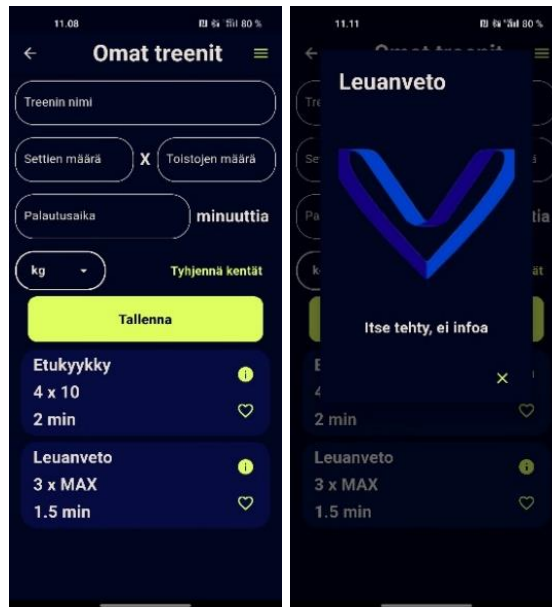 11.08
80 %
Omat treenit
Treenin nimi
Settien määrä
X
Toistojen määrä
Palautusaika
minuuttia
kg
Tyhjennä kentät
Tallenna
Etukyykky
4 x 10
2 min
Leuanveto
3 x MAX
1.5 min
11.11
80 %
Omat treenit
Leuanveto
Itse tehty, ei infoa
2 min
Leuanveto
3 x MAX
1.5 min